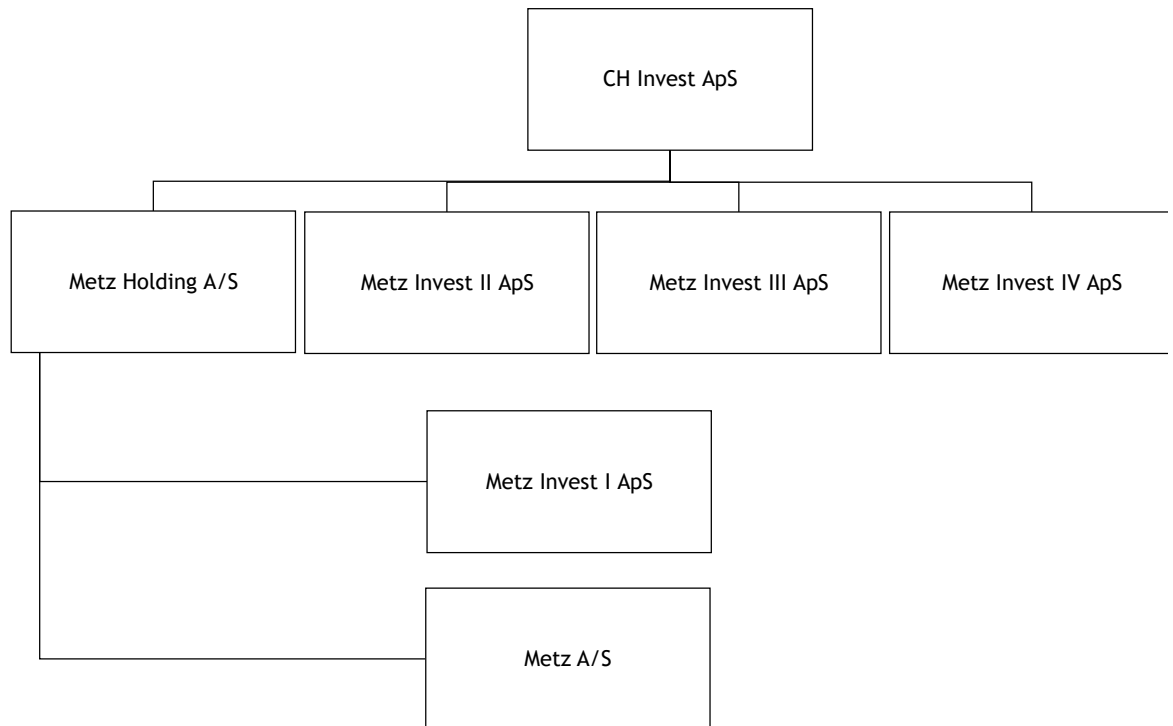 CH Invest ApS
Metz Holding A/S
Metz Invest II ApS
Metz Invest III ApS
Metz Invest IV ApS
Metz Invest I ApS
Metz A/S